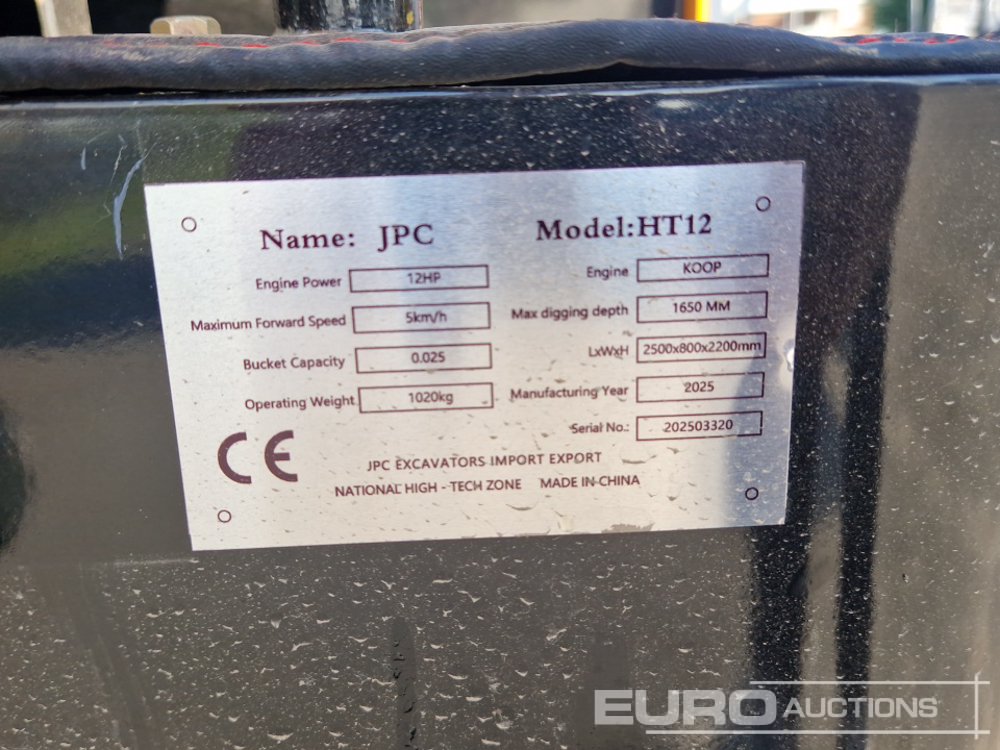 Name: JPC Model:HT12
Engine Power 12HP Engine KOOP
Maximum Forward Speed 5km/h Max digging depth 1650 MM
Bucket Capacity 0.025 LxWxH 2500x800x2200mm
Operating Weight 1020kg Manufacturing Year 2025
Serial No.: 202503320
CE
JPC EXCAVATORS IMPORT EXPORT
NATIONAL HIGH - TECH ZONE MADE IN CHINA
EURO AUCTIONS